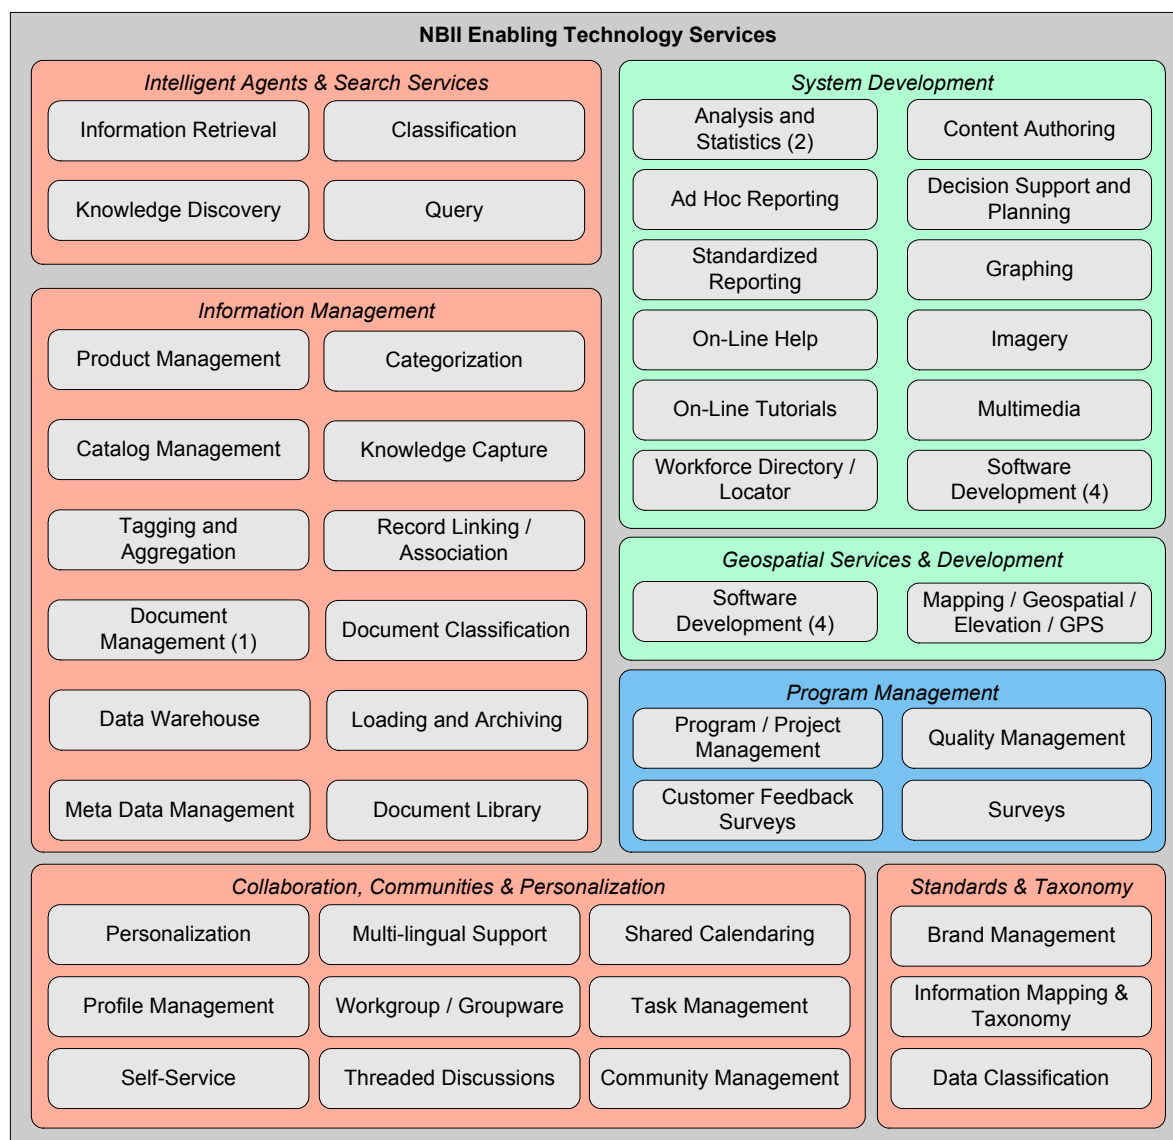 NBII Enabling Technology Services
Intelligent Agents & Search Services
Information Retrieval
Classification
Knowledge Discovery
Query
Information Management
Product Management
Categorization
Catalog Management
Knowledge Capture
Tagging and
Aggregation
Record Linking /
Association
Document
Management (1)
Document Classification
Data Warehouse
Loading and Archiving
Meta Data Management
Document Library
System Development
Analysis and
Statistics (2)
Content Authoring
Ad Hoc Reporting
Decision Support and
Planning
Standardized
Reporting
Graphing
On-Line Help
Imagery
On-Line Tutorials
Multimedia
Workforce Directory /
Locator
Software
Development (4)
Geospatial Services & Development
Software
Development (4)
Mapping / Geospatial /
Elevation / GPS
Program Management
Program / Project
Management
Quality Management
Customer Feedback
Surveys
Surveys
Collaboration, Communities & Personalization
Personalization
Multi-lingual Support
Shared Calendaring
Profile Management
Workgroup / Groupware
Task Management
Self-Service
Threaded Discussions
Community Management
Standards & Taxonomy
Brand Management
Information Mapping &
Taxonomy
Data Classification